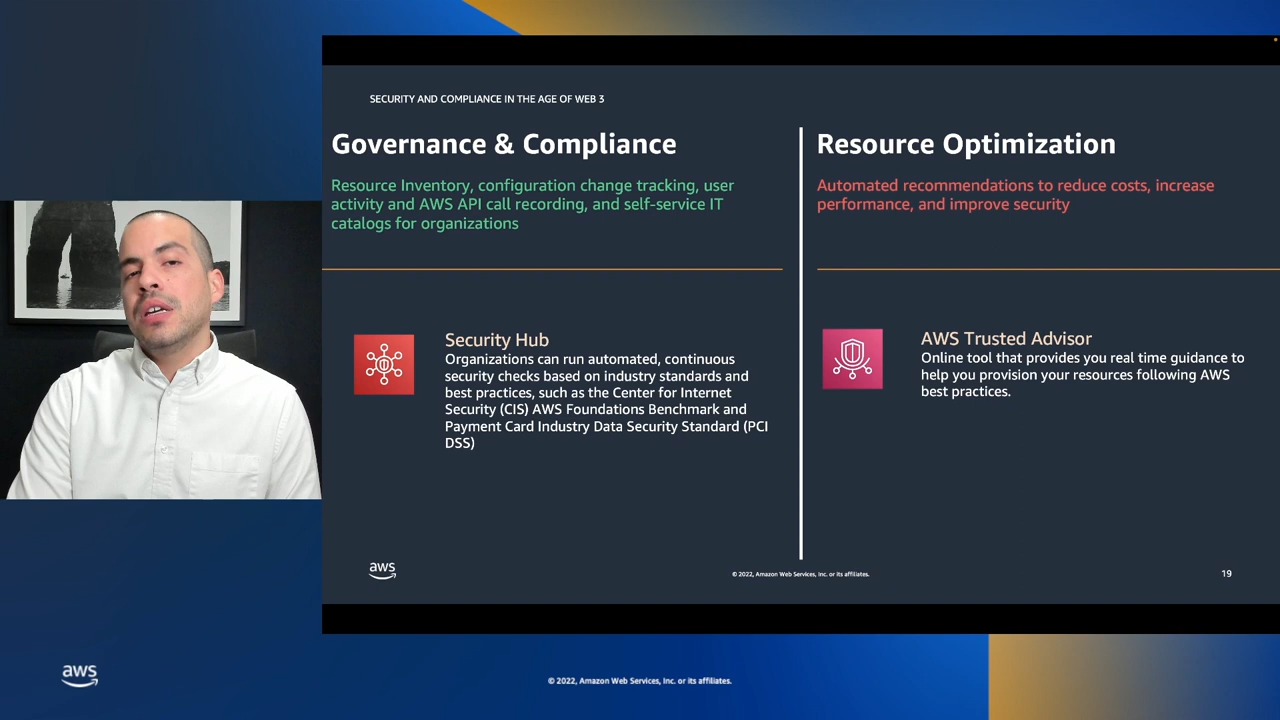 SECURITY AND COMPLIANCE IN THE AGE OF WEB 3
Governance & Compliance
Resource Inventory, configuration change tracking, user
activity and AWS API call recording, and self-service IT
catalogs for organizations
Security Hub
Organizations can run automated, continuous
security checks based on industry standards and
best practices, such as the Center for Internet
Security (CIS) AWS Foundations Benchmark and
Payment Card Industry Data Security Standard (PCI
DSS)
Resource Optimization
Automated recommendations to reduce costs, increase
performance, and improve security
AWS Trusted Advisor
Online tool that provides you real time guidance to
help you provision your resources following AWS
best practices.
aws
© 2022, Amazon Web Services, Inc. or its affiliates.
19
aws
© 2022, Amazon Web Services, Inc. or its affiliates.